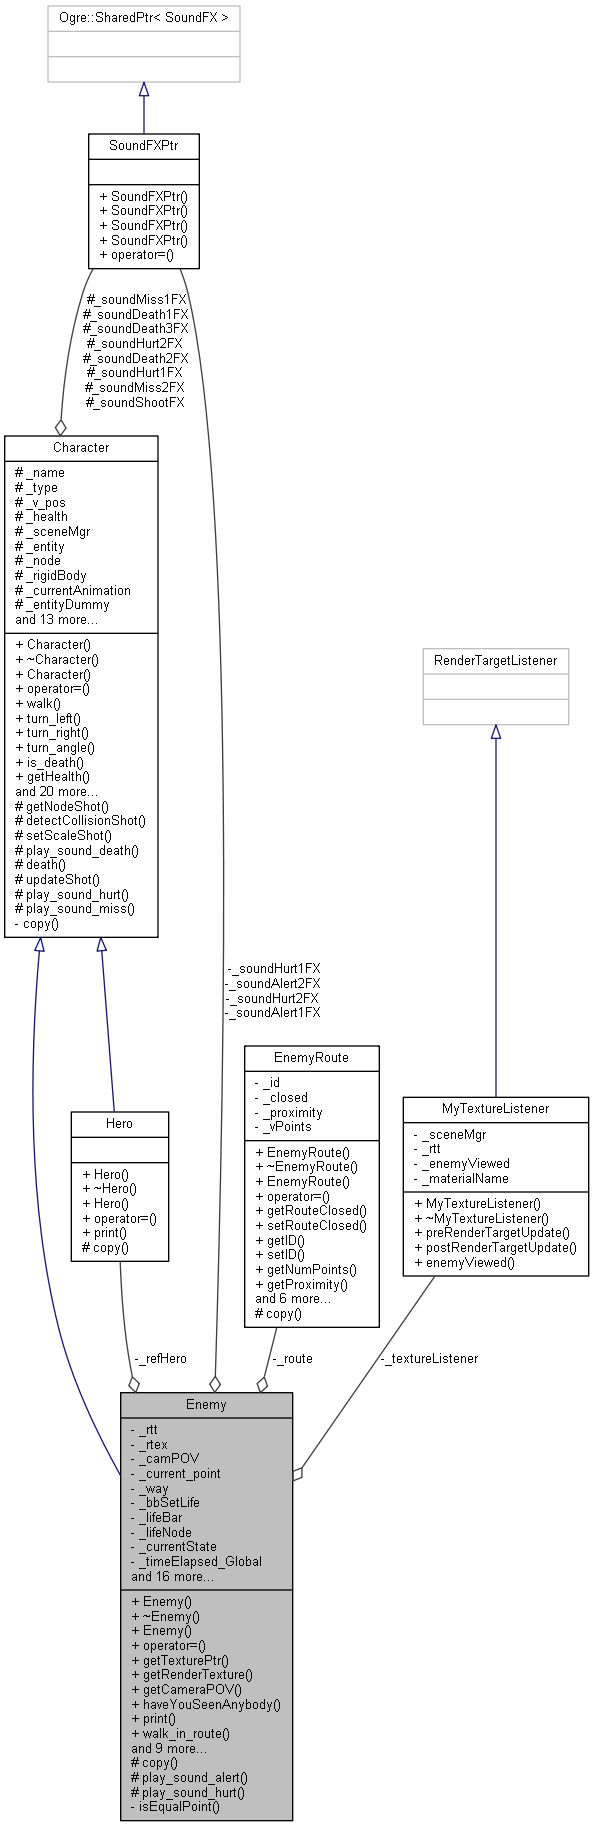 Ogre::SharedPtr< SoundFX >
SoundFXPtr
+ SoundFXPtr()
+ SoundFXPtr()
+ SoundFXPtr()
+ SoundFXPtr()
+ operator=()
#_soundMiss1FX
#_soundDeath1FX
#_soundDeath3FX
#_soundHurt2FX
#_soundDeath2FX
#_soundHurt1FX
#_soundMiss2FX
#_soundShootFX
Character
# _name
# _type
# _v_pos
# _health
# _sceneMgr
# _entity
# _node
# _rigidBody
# _currentAnimation
# _entityDummy
and 13 more...
+ Character()
+ ~Character()
+ Character()
+ operator=()
+ walk()
+ turn_left()
+ turn_right()
+ turn_angle()
+ is_death()
+ getHealth()
and 20 more...
# getNodeShot()
# detectCollisionShot()
# setScaleShot()
# play_sound_death()
# death()
# updateShot()
# play_sound_hurt()
# play_sound_miss()
- copy()
RenderTargetListener
-_soundHurt1FX
-_soundAlert2FX
-_soundHurt2FX
-_soundAlert1FX
Hero
+ Hero()
+ ~Hero()
+ Hero()
+ operator=()
+ print()
# copy()
EnemyRoute
- _id
- _closed
- _proximity
- _vPoints
+ EnemyRoute()
+ ~EnemyRoute()
+ EnemyRoute()
+ operator=()
+ getRouteClosed()
+ setRouteClosed()
+ getID()
+ setID()
+ getNumPoints()
+ getProximity()
and 6 more...
# copy()
MyTextureListener
- _sceneMgr
- _rtt
- _enemyViewed
- _materialName
+ MyTextureListener()
+ ~MyTextureListener()
+ preRenderTargetUpdate()
+ postRenderTargetUpdate()
+ enemyViewed()
-_refHero
-_route
-_textureListener
Enemy
- _rtt
- _rtex
- _camPOV
- _current_point
- _way
- _bbSetLife
- _lifeBar
- _lifeNode
- _currentState
- _timeElapsed_Global
and 16 more...
+ Enemy()
+ ~Enemy()
+ Enemy()
+ operator=()
+ getTexturePtr()
+ getRenderTexture()
+ getCameraPOV()
+ haveYouSeenAnybody()
+ print()
+ walk_in_route()
and 9 more...
# copy()
# play_sound_alert()
# play_sound_hurt()
- isEqualPoint()